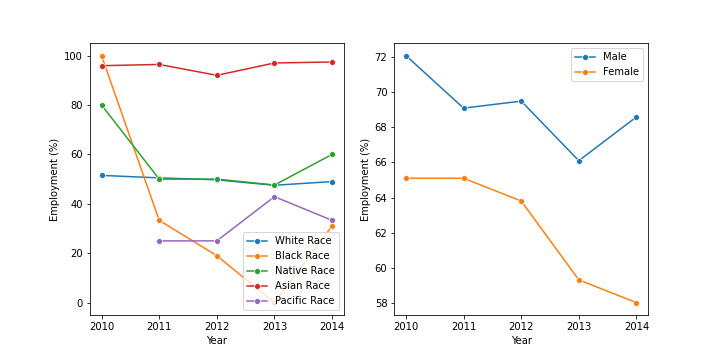 100
80
60
40
20
0
Employment (%)
2010 2011 2012 2013 2014
Year
White Race
Black Race
Native Race
Asian Race
Pacific Race
72
70
68
66
64
62
60
58
Employment (%)
2010 2011 2012 2013 2014
Year
Male
Female